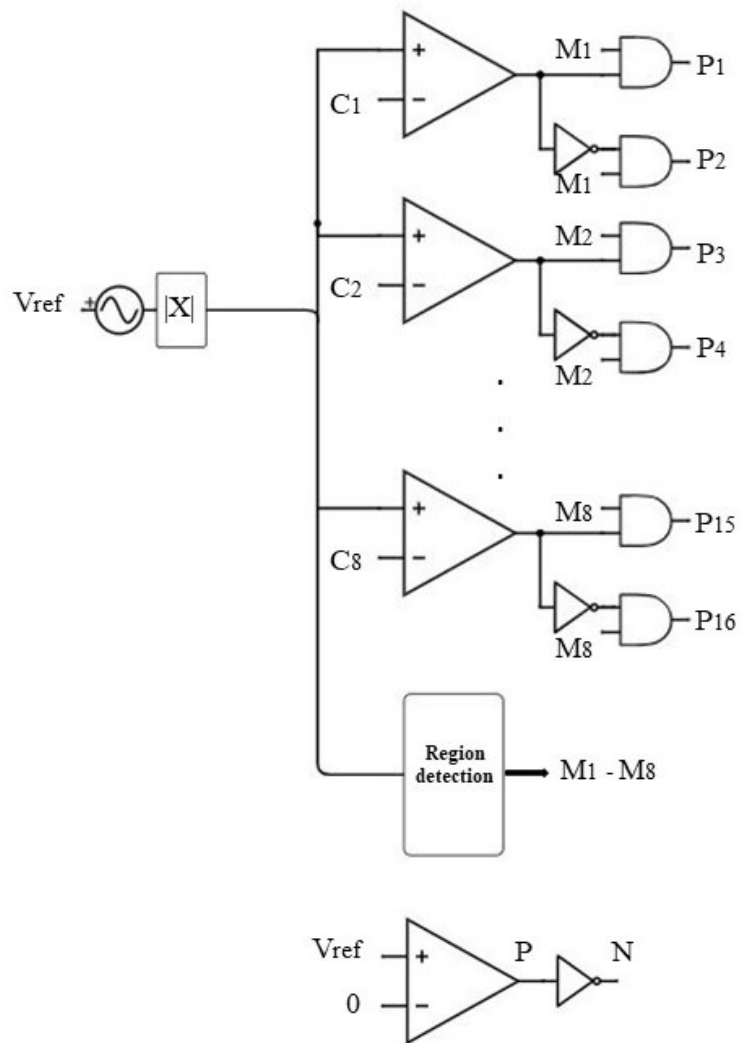 M1
P1
C1
P2
M1
M2
P3
C2
Vref
|X|
P4
M2
M8
P15
C8
P16
M8
Region
detection
M1 - M8
Vref
P
N
0